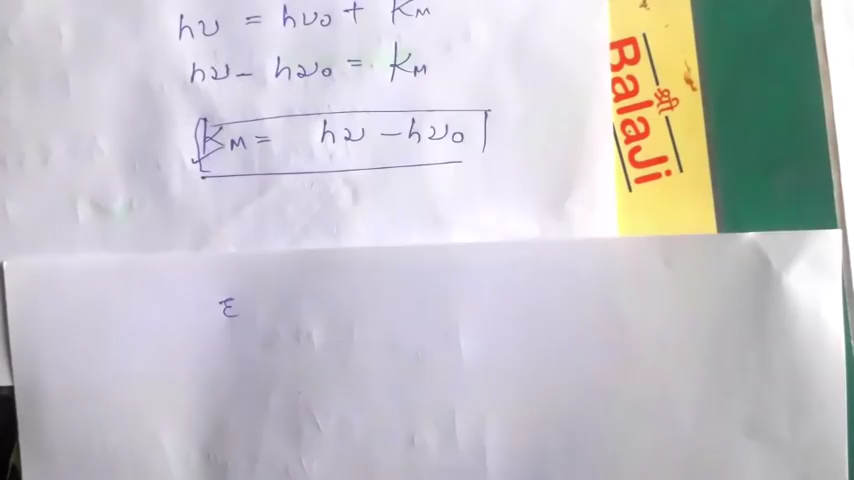 hν = hν₀ + K_M
hν - hν₀ = K_M
K_M = hν - hν₀
श्री
BalaJi
ε